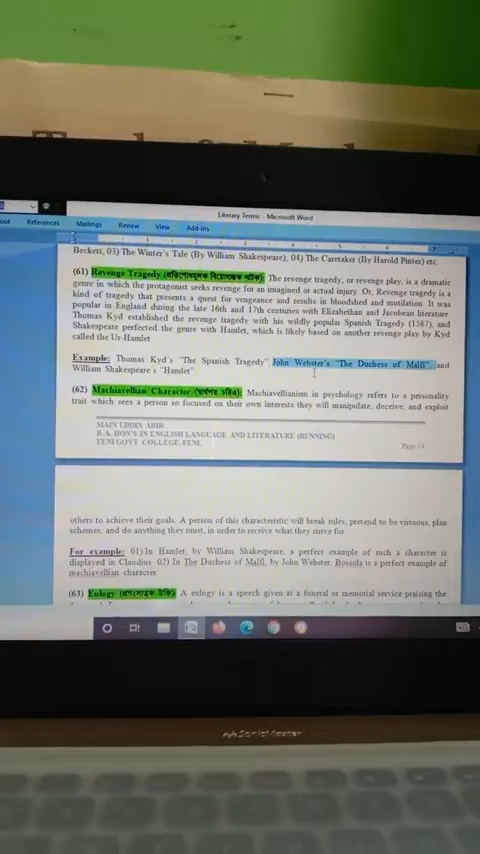 Literary Terms - Microsoft Word
References Mailings Review View Add-Ins
Beckett, 03) The Winter's Tale (By William Shakespeare), 04) The Caretaker (By Harold Pinter) etc.
(61) Revenge Tragedy (প্রতিশোধমূলক বিয়োগাত্মক নাটক): The revenge tragedy, or revenge play, is a dramatic
genre in which the protagonist seeks revenge for an imagined or actual injury. Or, Revenge tragedy is a
kind of tragedy that presents a quest for vengeance and results in bloodshed and mutilation. It was
popular in England during the late 16th and 17th centuries with Elizabethan and Jacobean literature
Thomas Kyd established the revenge tragedy with his wildly popular Spanish Tragedy (1587), and
Shakespeare perfected the genre with Hamlet, which is likely based on another revenge play by Kyd
called the Ur-Hamlet
Example: Thomas Kyd's "The Spanish Tragedy", John Webster's "The Duchess of Malfi", and
William Shakespeare's "Hamlet"
(62) Machiavellian Character (স্বার্থপর চরিত্র): Machiavellianism in psychology refers to a personality
trait which sees a person so focused on their own interests they will manipulate, deceive, and exploit
MAIN UDDIN ABIR
B.A. HON'S IN ENGLISH LANGUAGE AND LITERATURE (RUNNING)
FENI GOVT. COLLEGE, FENI.
Page 14
others to achieve their goals. A person of this characteristic will break rules, pretend to be virtuous, plan
schemes, and do anything they must, in order to receive what they strive for
For example: 01) In Hamlet, by William Shakespeare, a perfect example of such a character is
displayed in Claudius. 02) In The Duchess of Malfi, by John Webster. Bossola is a perfect example of
machiavellian character
(63) Eulogy (প্রশংসামূলক উক্তি): A eulogy is a speech given at a funeral or memorial service praising the